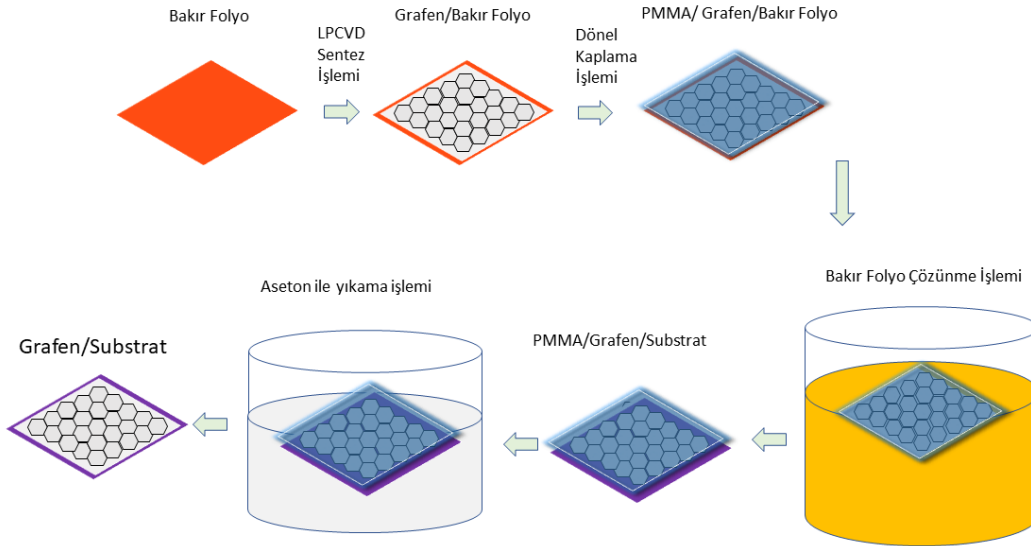 Bakır Folyo
LPCVD
Sentez
İşlemi
Grafen/Bakır Folyo
Dönel
Kaplama
İşlemi
PMMA/ Grafen/Bakır Folyo
Bakır Folyo Çözünme İşlemi
PMMA/Grafen/Substrat
Aseton ile yıkama işlemi
Grafen/Substrat